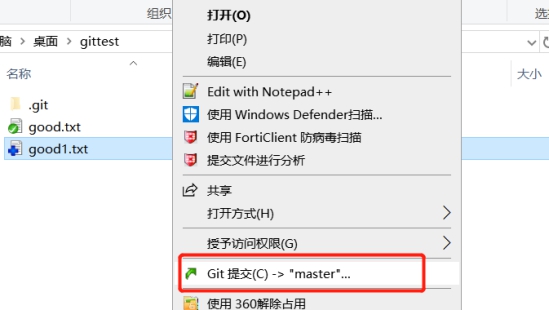 组织
选
脑 > 桌面 > gittest
名称
大小
.git
good.txt
good1.txt
打开(O)
打印(P)
编辑(E)
Edit with Notepad++
使用 Windows Defender扫描...
使用 FortiClient 防病毒扫描
提交文件进行分析
共享
打开方式(H)
授予访问权限(G)
Git 提交(C) -> "master"...
使用 360解除占用